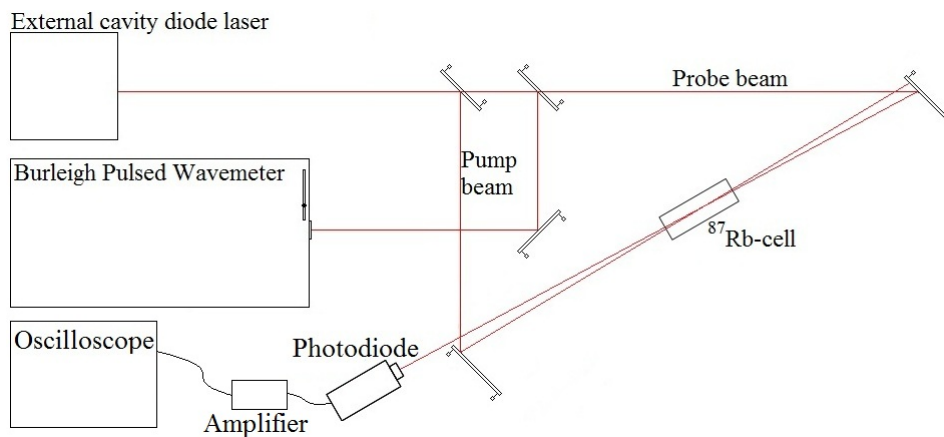 External cavity diode laser
Probe beam
Burleigh Pulsed Wavemeter
Pump
beam
⁸⁷Rb-cell
Oscilloscope
Photodiode
Amplifier